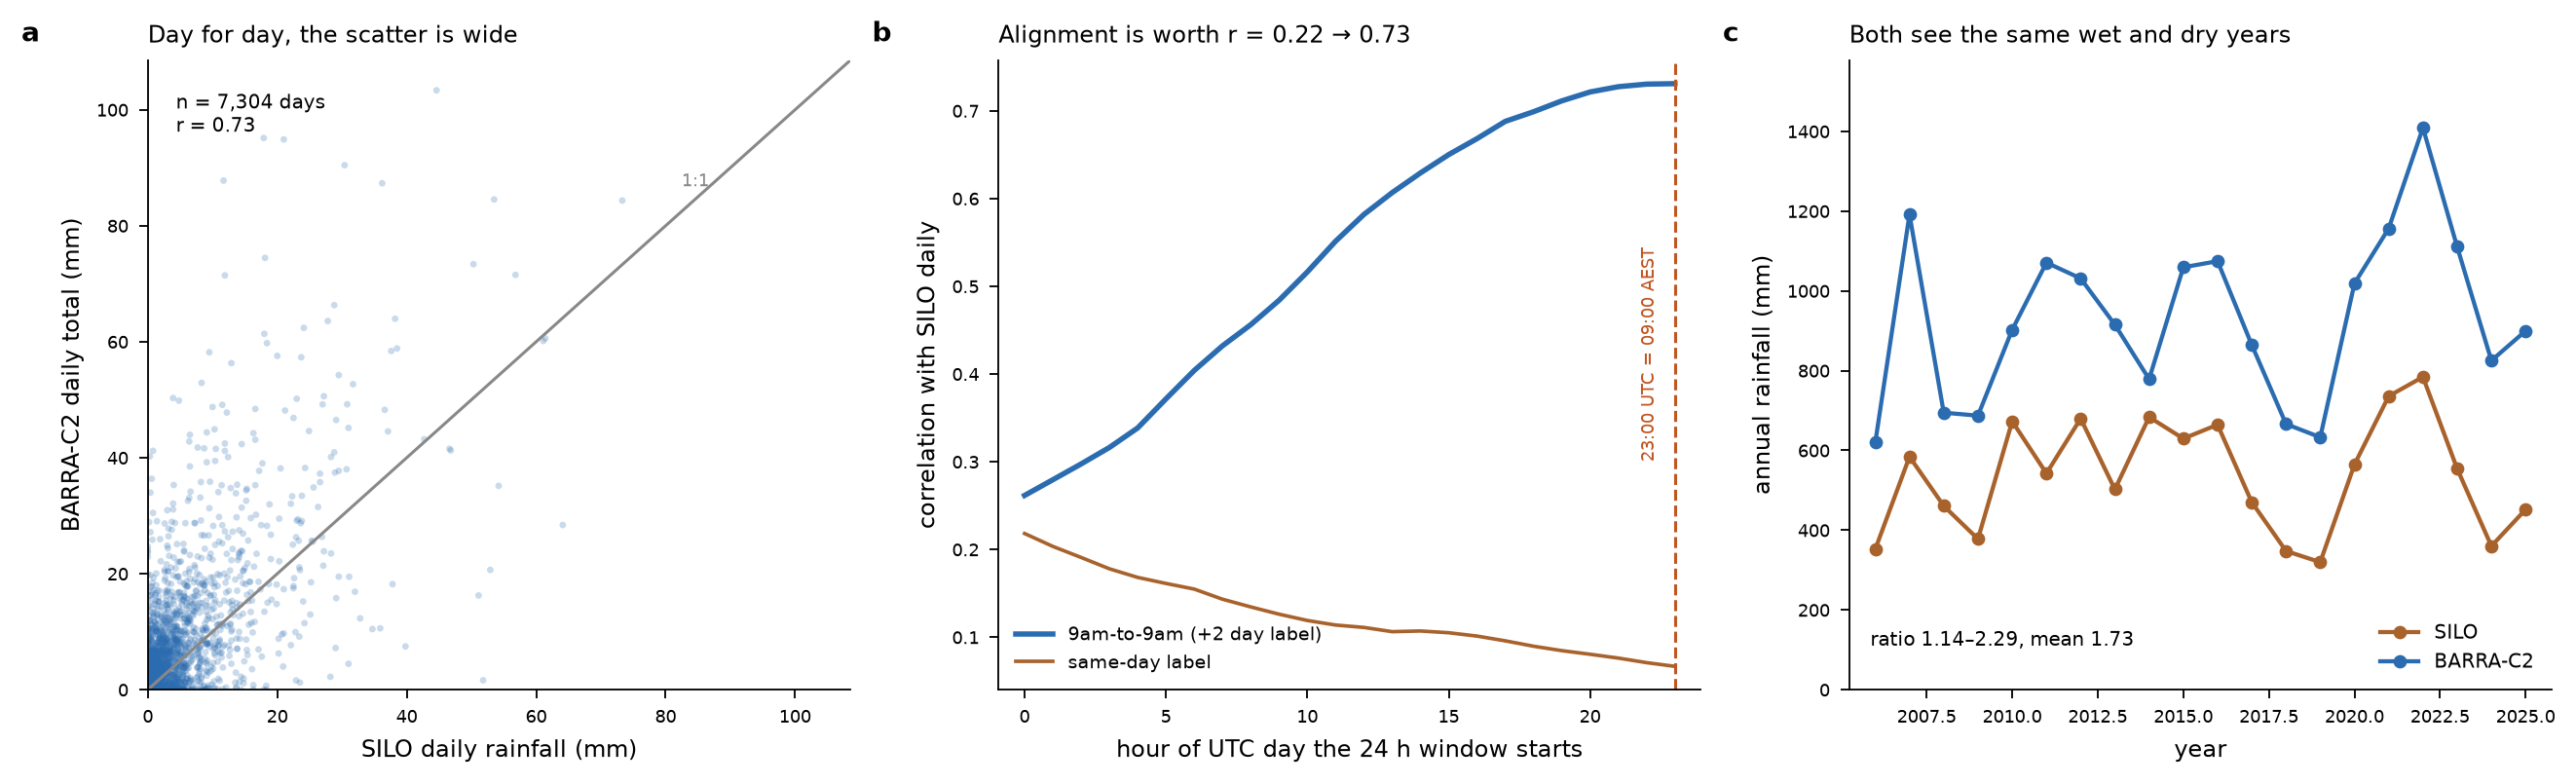 a
Day for day, the scatter is wide
n = 7,304 days
r = 0.73
1:1
BARRA-C2 daily total (mm)
100
80
60
40
20
0
0 20 40 60 80 100
SILO daily rainfall (mm)
b
Alignment is worth r = 0.22 → 0.73
correlation with SILO daily
0.7
0.6
0.5
0.4
0.3
0.2
0.1
23:00 UTC = 09:00 AEST
9am-to-9am (+2 day label)
same-day label
0 5 10 15 20
hour of UTC day the 24 h window starts
c
Both see the same wet and dry years
annual rainfall (mm)
1400
1200
1000
800
600
400
200
0
ratio 1.14–2.29, mean 1.73
SILO
BARRA-C2
2007.5 2010.0 2012.5 2015.0 2017.5 2020.0 2022.5 2025.0
year